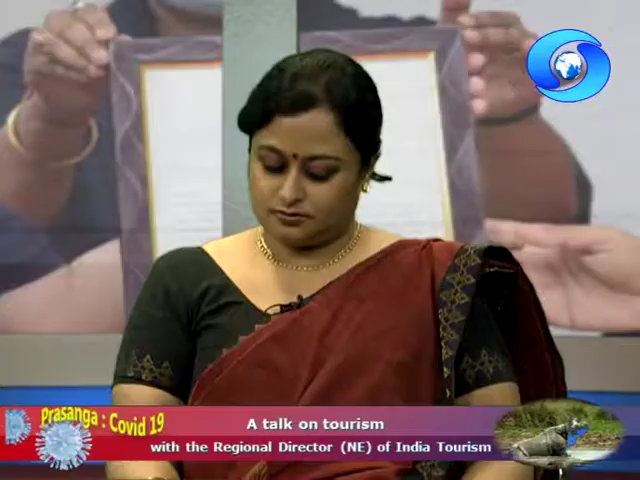 Prasanga : Covid 19
A talk on tourism
with the Regional Director (NE) of India Tourism